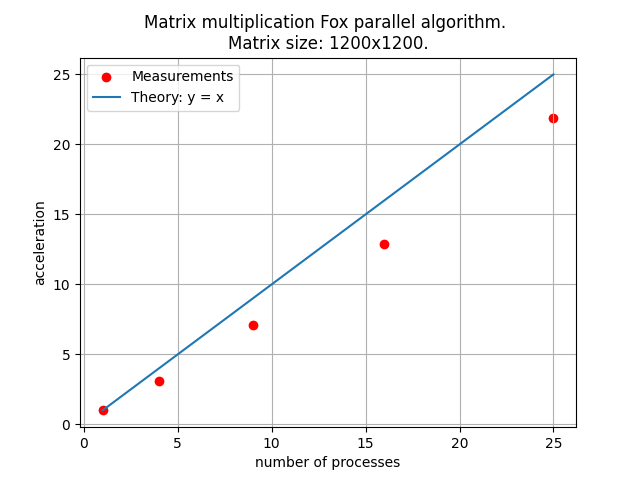 Matrix multiplication Fox parallel algorithm.
Matrix size: 1200x1200.
Measurements
Theory: y = x
acceleration
25
20
15
10
5
0
0 5 10 15 20 25
number of processes